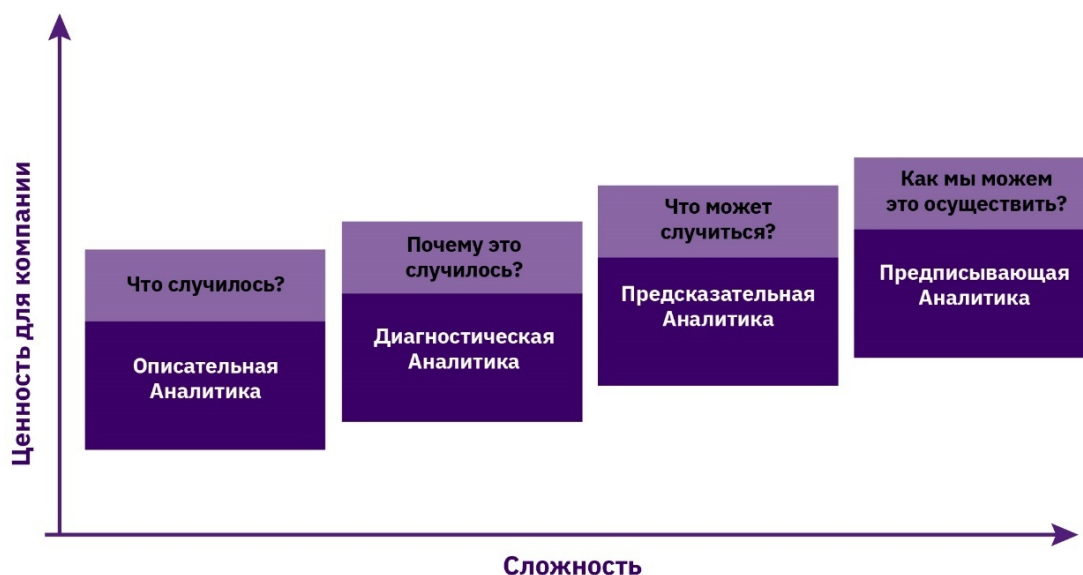 Ценность для компании
Что случилось?
Описательная
Аналитика
Почему это
случилось?
Диагностическая
Аналитика
Что может
случиться?
Предсказательная
Аналитика
Как мы можем
это осуществить?
Предписывающая
Аналитика
Сложность